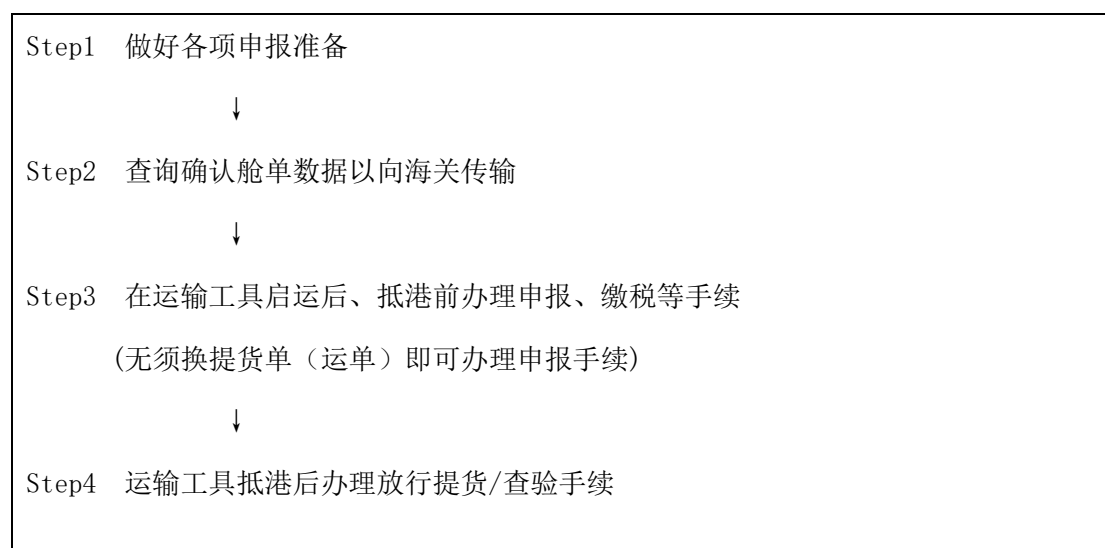 Step1 做好各项申报准备
↓
Step2 查询确认舱单数据以向海关传输
↓
Step3 在运输工具启运后、抵港前办理申报、缴税等手续
(无须换提货单（运单）即可办理申报手续)
↓
Step4 运输工具抵港后办理放行提货/查验手续